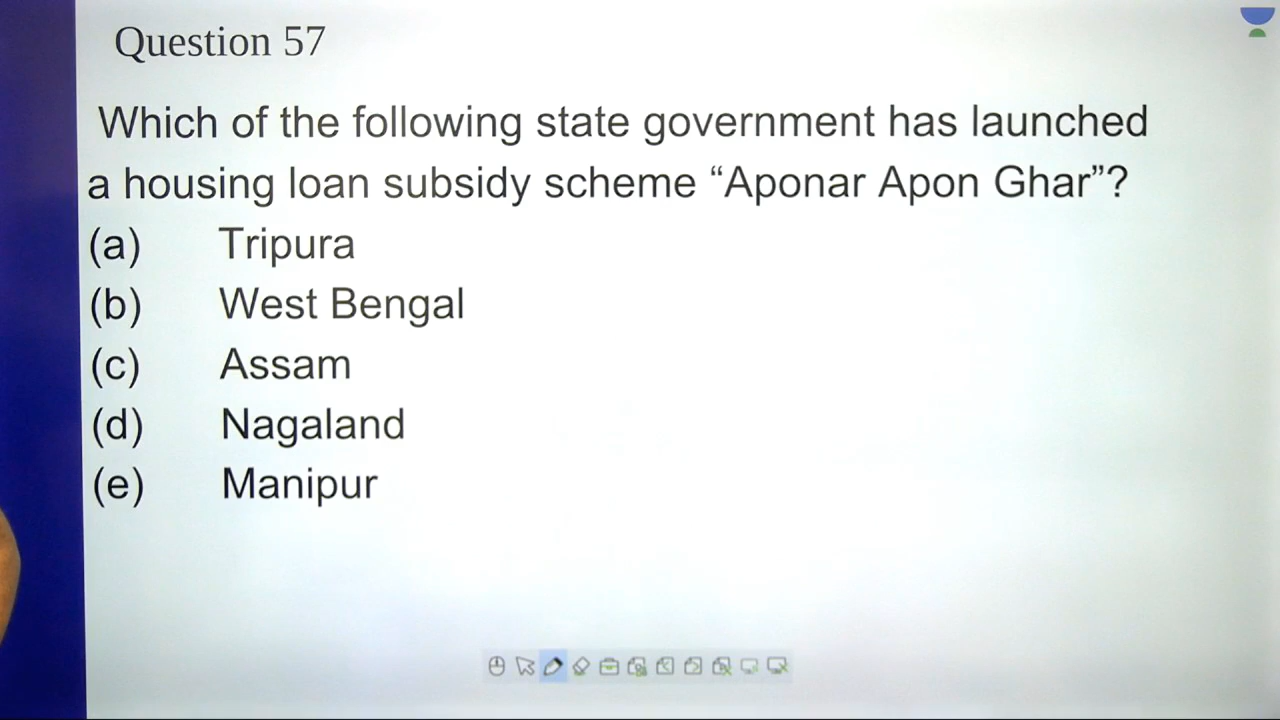 Question 57
Which of the following state government has launched
a housing loan subsidy scheme “Aponar Apon Ghar”?
(a) Tripura
(b) West Bengal
(c) Assam
(d) Nagaland
(e) Manipur